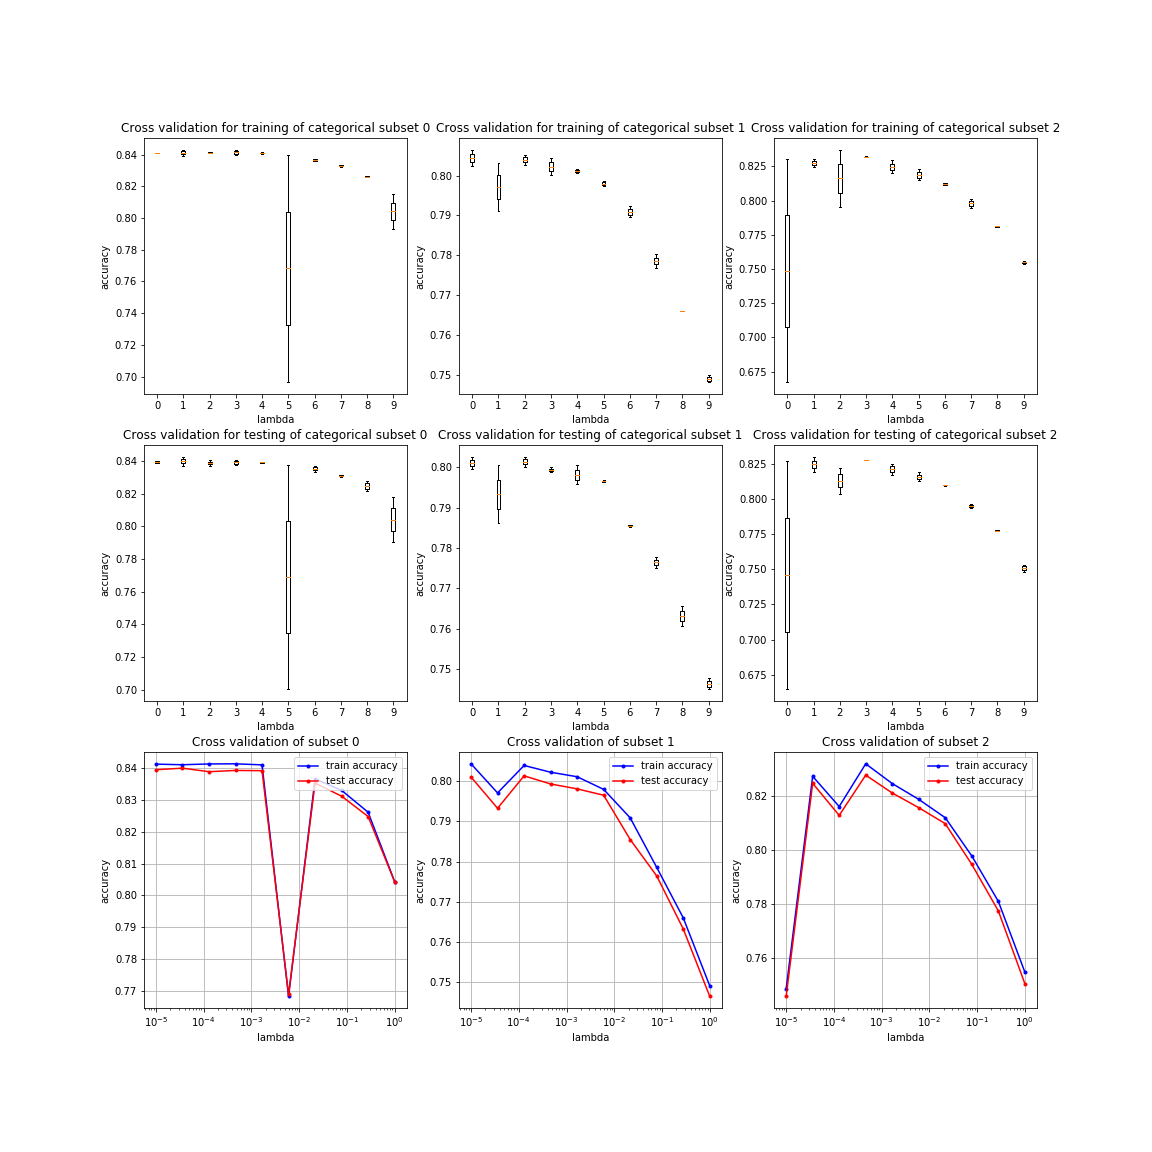 Cross validation for training of categorical subset 0
Cross validation for training of categorical subset 1
Cross validation for training of categorical subset 2
0.84
0.82
0.80
0.78
0.76
0.74
0.72
0.70
accuracy
0 1 2 3 4 5 6 7 8 9
lambda
0.80
0.79
0.78
0.77
0.76
0.75
accuracy
0 1 2 3 4 5 6 7 8 9
lambda
0.825
0.800
0.775
0.750
0.725
0.700
0.675
accuracy
0 1 2 3 4 5 6 7 8 9
lambda
Cross validation for testing of categorical subset 0
Cross validation for testing of categorical subset 1
Cross validation for testing of categorical subset 2
0.84
0.82
0.80
0.78
0.76
0.74
0.72
0.70
accuracy
0 1 2 3 4 5 6 7 8 9
lambda
0.80
0.79
0.78
0.77
0.76
0.75
accuracy
0 1 2 3 4 5 6 7 8 9
lambda
0.825
0.800
0.775
0.750
0.725
0.700
0.675
accuracy
0 1 2 3 4 5 6 7 8 9
lambda
Cross validation of subset 0
train accuracy
test accuracy
0.84
0.83
0.82
0.81
0.80
0.79
0.78
0.77
accuracy
10⁻⁵ 10⁻⁴ 10⁻³ 10⁻² 10⁻¹ 10⁰
lambda
Cross validation of subset 1
train accuracy
test accuracy
0.80
0.79
0.78
0.77
0.76
0.75
accuracy
10⁻⁵ 10⁻⁴ 10⁻³ 10⁻² 10⁻¹ 10⁰
lambda
Cross validation of subset 2
train accuracy
test accuracy
0.82
0.80
0.78
0.76
accuracy
10⁻⁵ 10⁻⁴ 10⁻³ 10⁻² 10⁻¹ 10⁰
lambda